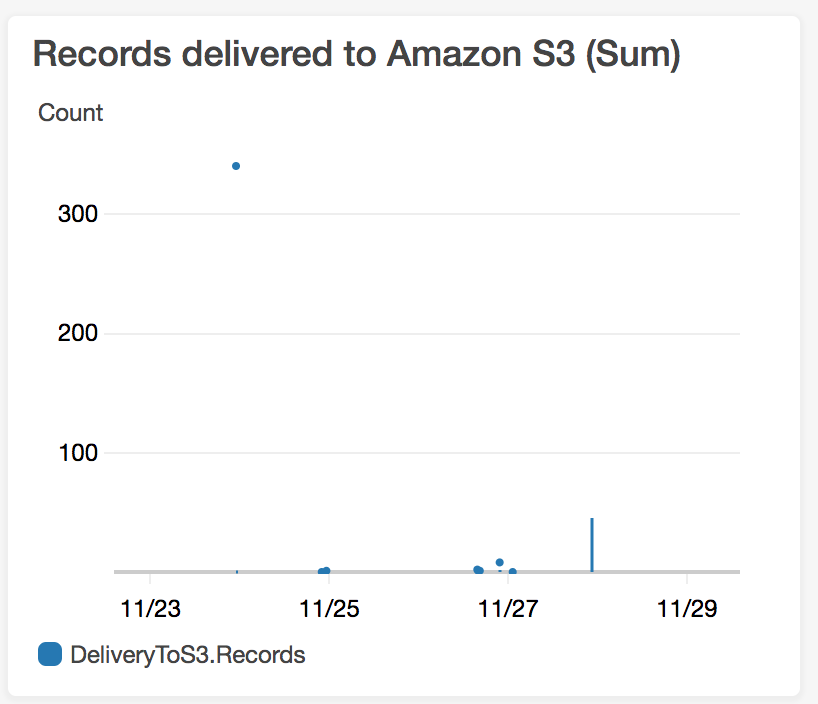 Records delivered to Amazon S3 (Sum)
Count
300
200
100
11/23 11/25 11/27 11/29
DeliveryToS3.Records